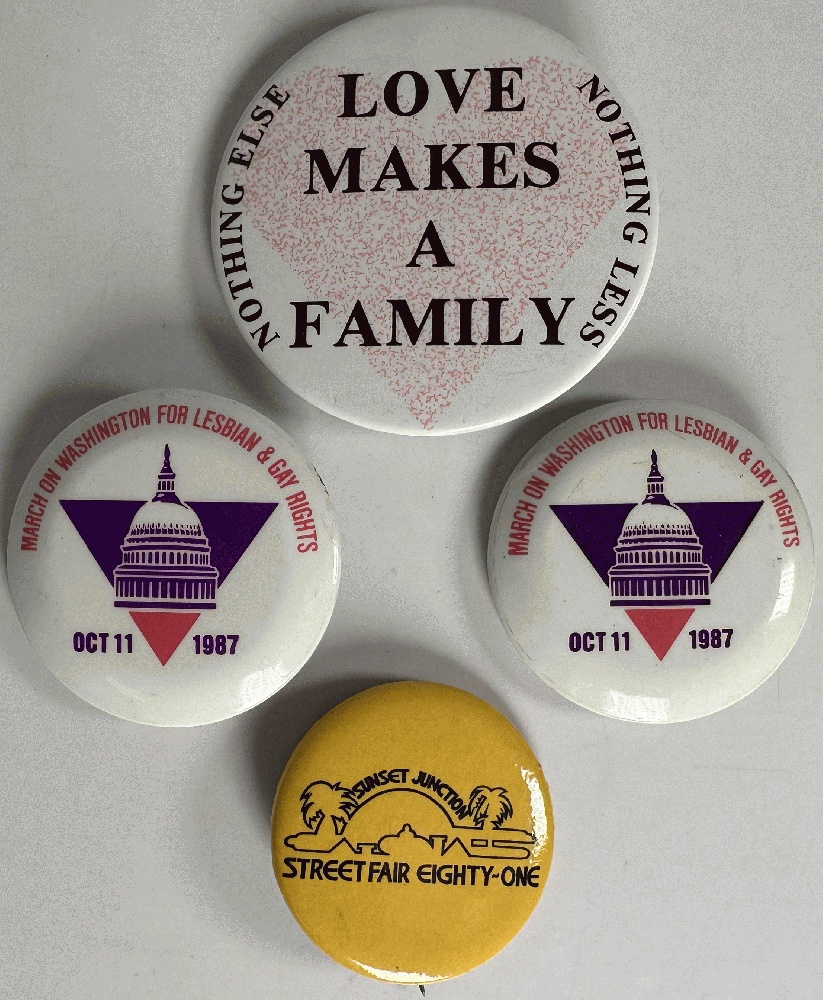 LOVE
MAKES
A
FAMILY
NOTHING ELSE
NOTHING LESS
MARCH ON WASHINGTON FOR LESBIAN & GAY RIGHTS
OCT 11 1987
MARCH ON WASHINGTON FOR LESBIAN & GAY RIGHTS
OCT 11 1987
SUNSET JUNCTION
STREET FAIR EIGHTY-ONE